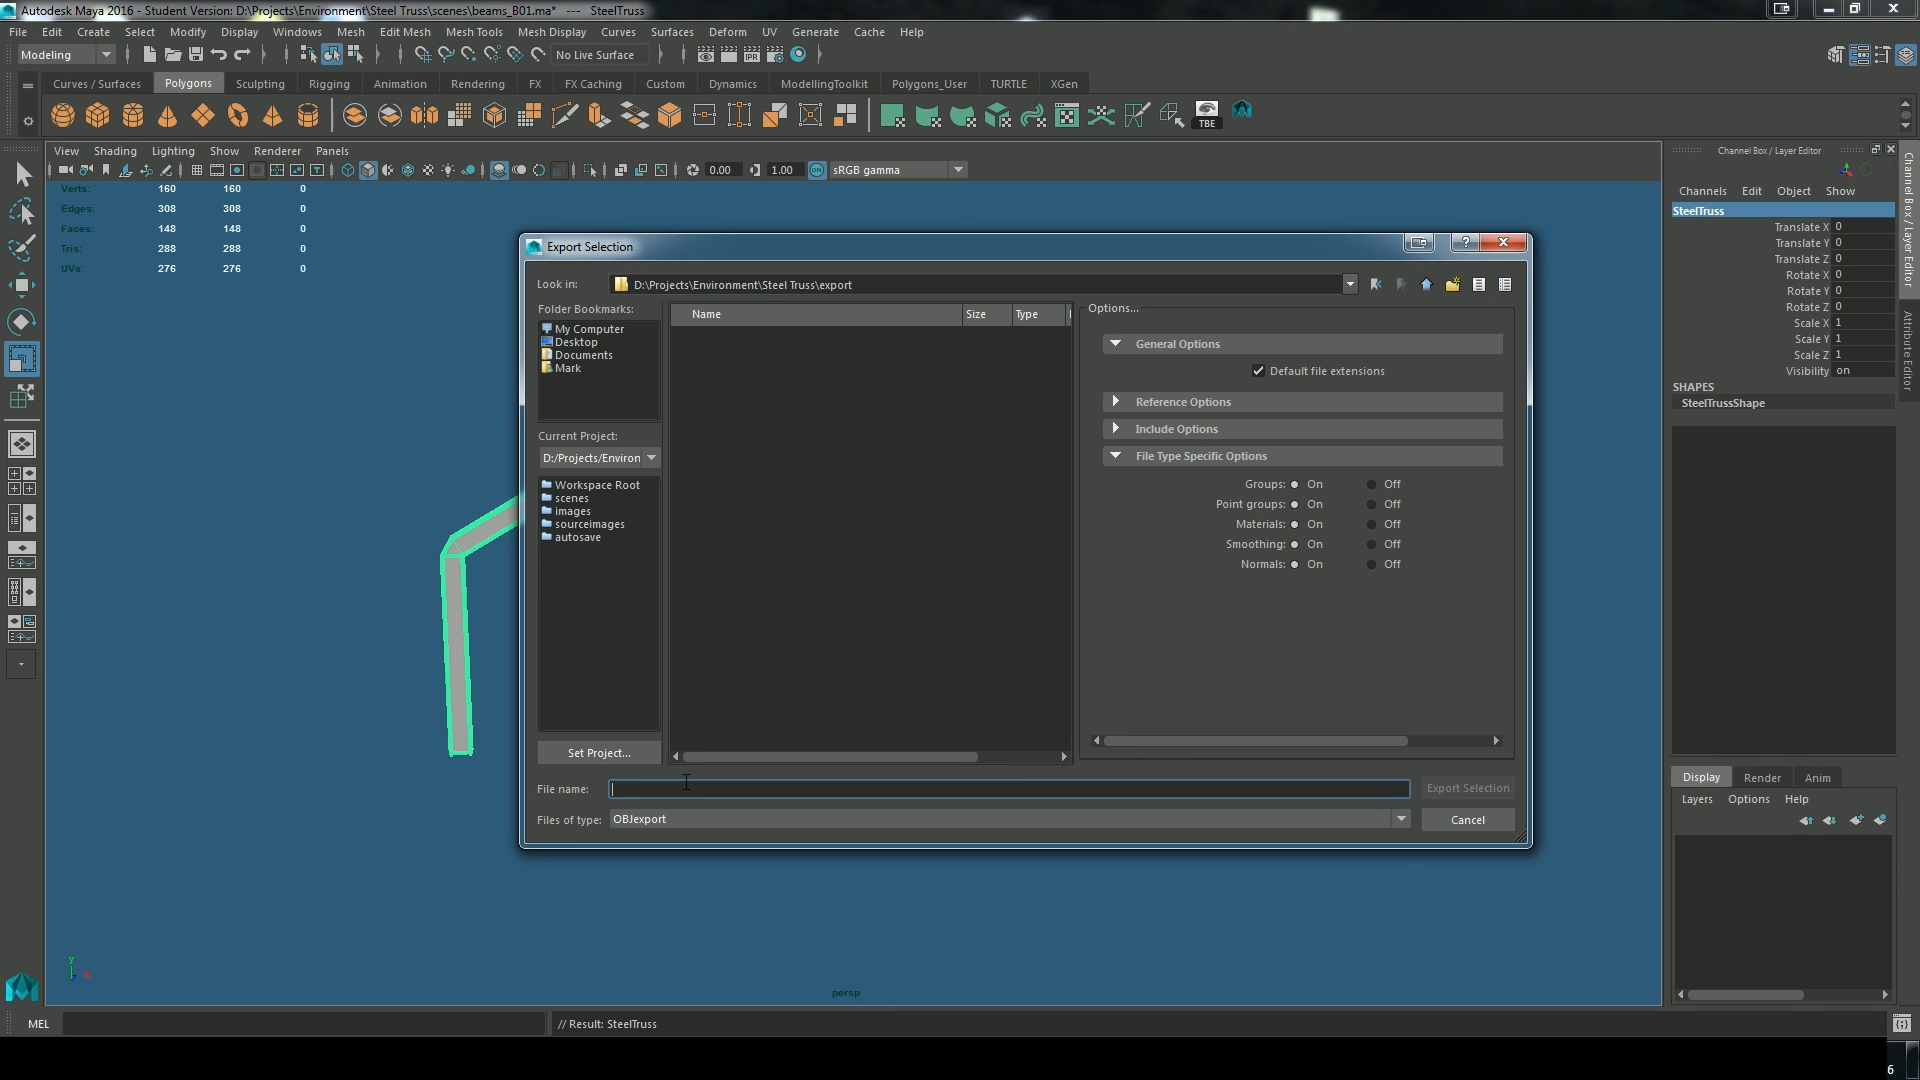 Autodesk Maya 2016 - Student Version: D:\Projects\Environment\Steel Truss\scenes\beams_B01.ma* --- SteelTruss
File Edit Create Select Modify Display Windows Mesh Edit Mesh Mesh Tools Mesh Display Curves Surfaces Deform UV Generate Cache Help
Modeling No Live Surface
IPR
Curves / Surfaces Polygons Sculpting Rigging Animation Rendering FX FX Caching Custom Dynamics ModellingToolkit Polygons_User TURTLE XGen
TBE
View Shading Lighting Show Renderer Panels
0.00 1.00 sRGB gamma
Verts: 160 160 0
Edges: 308 308 0
Faces: 148 148 0
Tris: 288 288 0
UVs: 276 276 0
Export Selection
Look in: D:\Projects\Environment\Steel Truss\export
Folder Bookmarks:
My Computer
Desktop
Documents
Mark
Current Project:
D:/Projects/Environ
Workspace Root
scenes
images
sourceimages
autosave
Set Project...
Name Size Type
Options...
General Options
Default file extensions
Reference Options
Include Options
File Type Specific Options
Groups: On Off
Point groups: On Off
Materials: On Off
Smoothing: On Off
Normals: On Off
File name: Export Selection
Files of type: OBJexport Cancel
Channel Box / Layer Editor
Channels Edit Object Show
SteelTruss
Translate X 0
Translate Y 0
Translate Z 0
Rotate X 0
Rotate Y 0
Rotate Z 0
Scale X 1
Scale Y 1
Scale Z 1
Visibility on
SHAPES
SteelTrussShape
Channel Box / Layer Editor
Attribute Editor
Display Render Anim
Layers Options Help
y
persp
MEL // Result: SteelTruss
6